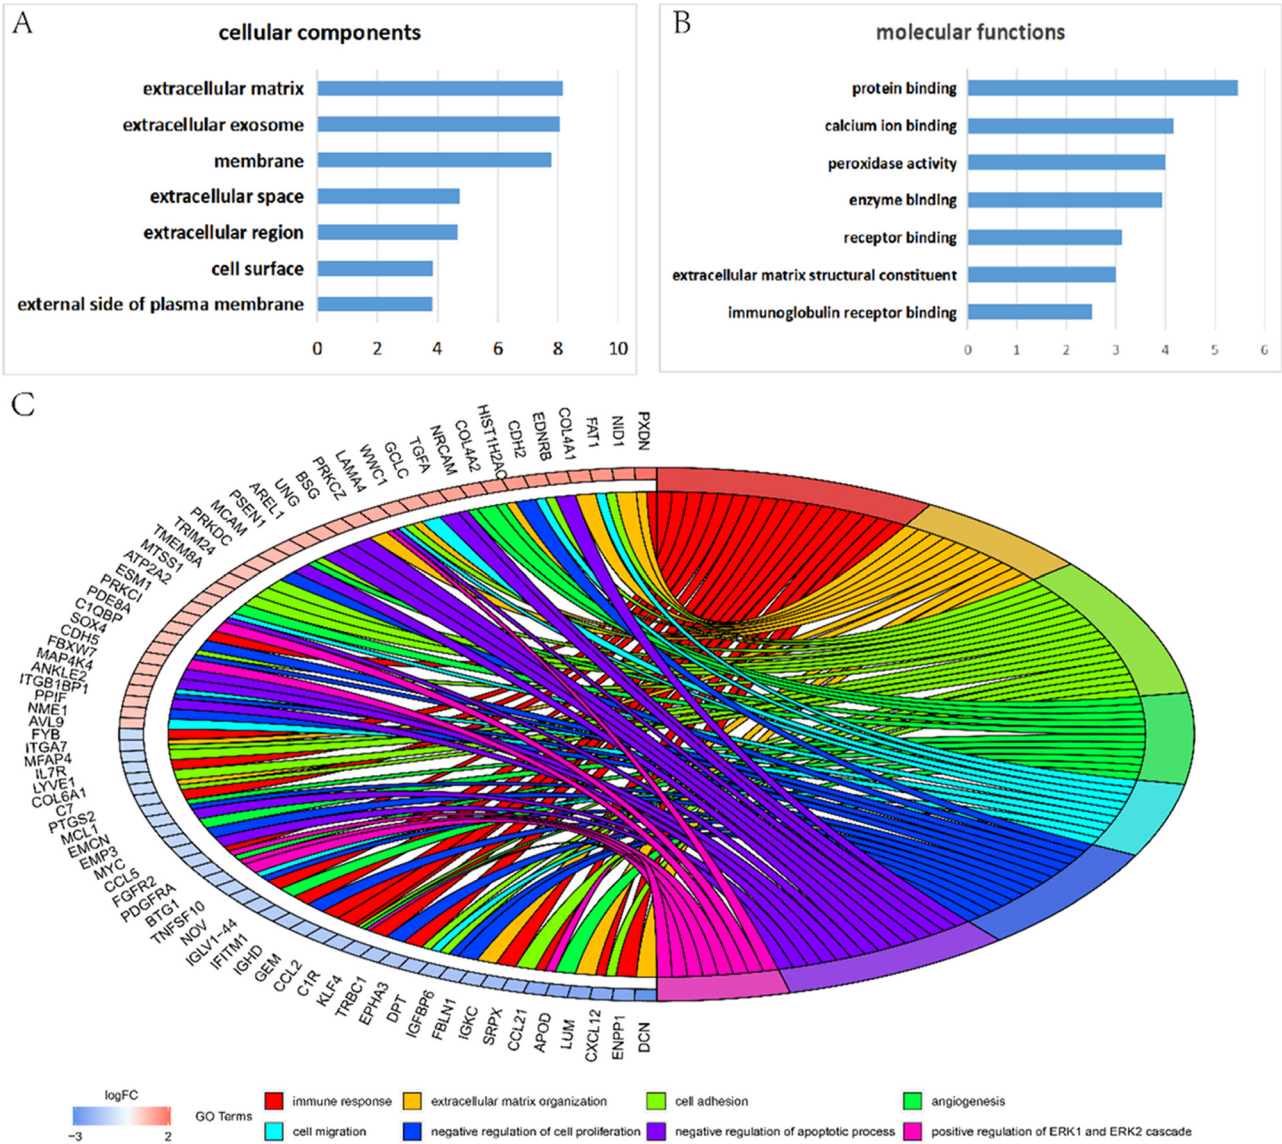 A
cellular components
extracellular matrix
extracellular exosome
membrane
extracellular space
extracellular region
cell surface
external side of plasma membrane
0 2 4 6 8 10
B
molecular functions
protein binding
calcium ion binding
peroxidase activity
enzyme binding
receptor binding
extracellular matrix structural constituent
immunoglobulin receptor binding
0 1 2 3 4 5 6
C
PXDN
NID1
FAT1
COL4A1
EDNRB
CDH2
HIST1H2AC
COL4A2
NRCAM
TGFA
GCLC
WWC1
LAMA4
PRKCZ
BSG
UNG
AREL1
PSEN1
MCAM
PRKDC
TRIM24
TMEM8A
MTSS1
ATP2A2
ESM1
PRKCI
PDE8A
C1QBP
SOX4
CDH5
FBXW7
MAP4K4
ANKLE2
ITGB1BP1
PPIF
NME1
AVL9
FYB
ITGA7
MFAP4
IL7R
LYVE1
COL6A1
C7
PTGS2
MCL1
EMCN
EMP3
MYC
CCL5
FGFR2
PDGFRA
BTG1
TNFSF10
NOV
IGLV1-44
IFITM1
IGHD
GEM
CCL2
C1R
KLF4
TRBC1
EPHA3
DPT
IGFBP6
FBLN1
IGKC
SRPX
CCL21
APOD
LUM
CXCL12
ENPP1
DCN
logFC
-3 2
GO Terms
immune response
extracellular matrix organization
cell adhesion
angiogenesis
cell migration
negative regulation of cell proliferation
negative regulation of apoptotic process
positive regulation of ERK1 and ERK2 cascade